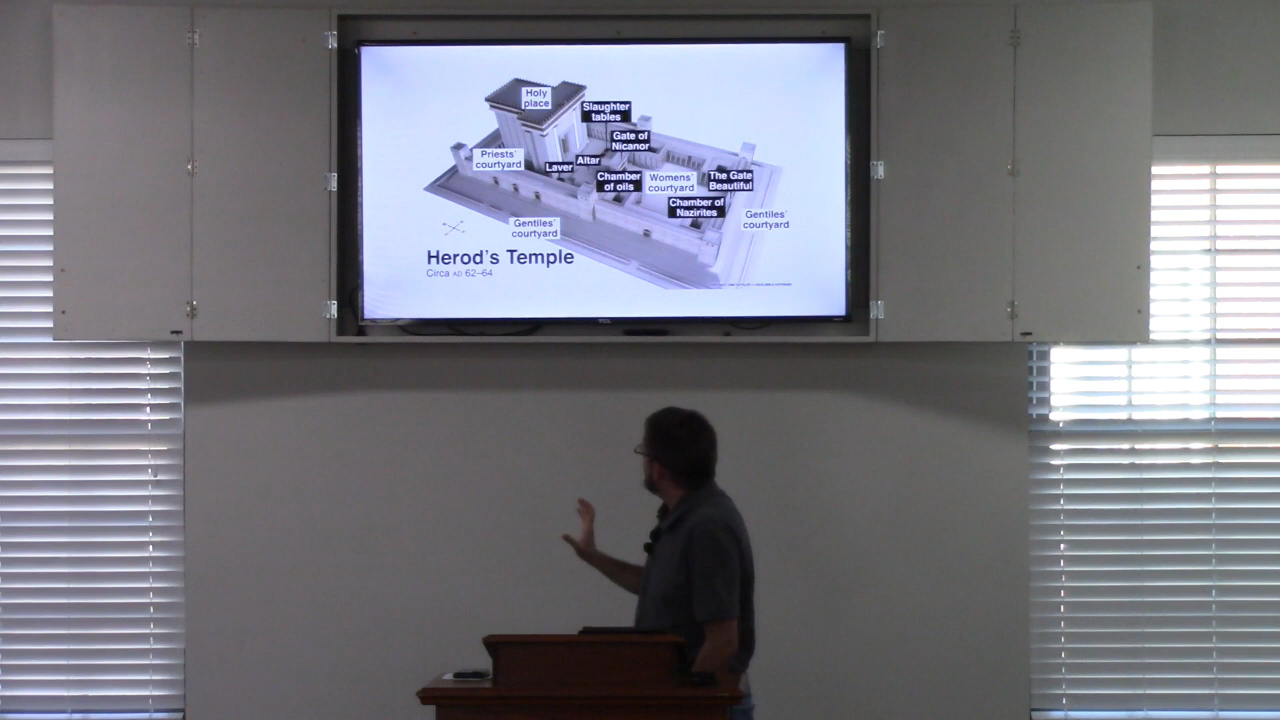 Holy
place
Slaughter
tables
Gate of
Nicanor
Priests'
courtyard
Laver
Altar
Chamber
of oils
Womens'
courtyard
The Gate
Beautiful
Chamber of
Nazirites
Gentiles'
courtyard
Gentiles'
courtyard
Herod's Temple
Circa AD 62–64
TCL